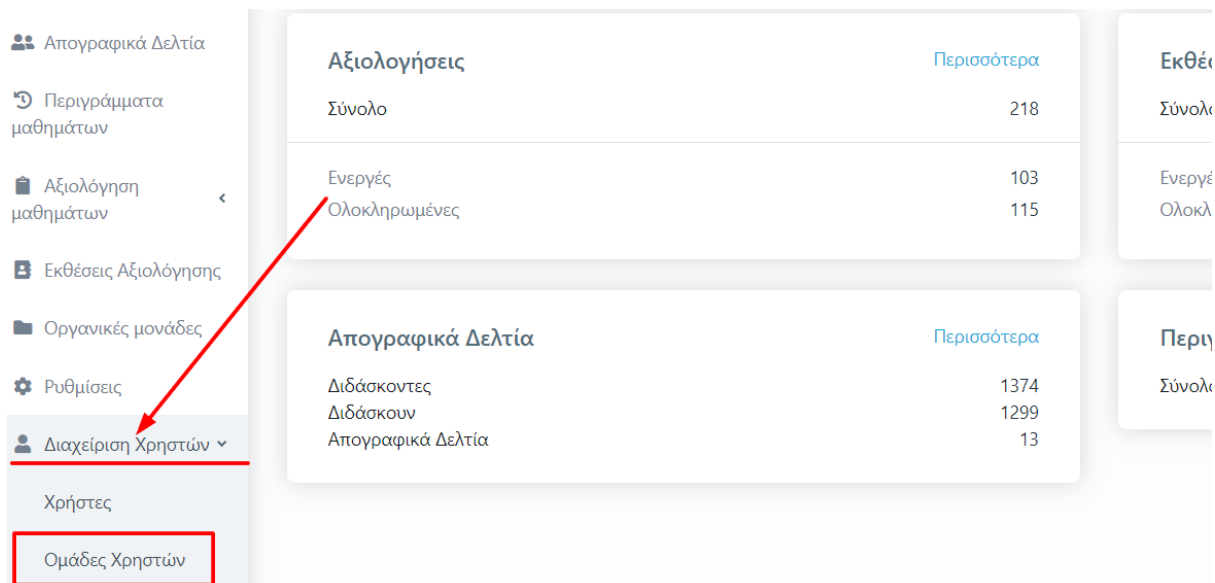 Απογραφικά Δελτία
Περιγράμματα
μαθημάτων
Αξιολόγηση
μαθημάτων
Εκθέσεις Αξιολόγησης
Οργανικές μονάδες
Ρυθμίσεις
Διαχείριση Χρηστών
Χρήστες
Ομάδες Χρηστών
Αξιολογήσεις Περισσότερα
Σύνολο 218
Ενεργές 103
Ολοκληρωμένες 115
Απογραφικά Δελτία Περισσότερα
Διδάσκοντες 1374
Διδάσκουν 1299
Απογραφικά Δελτία 13